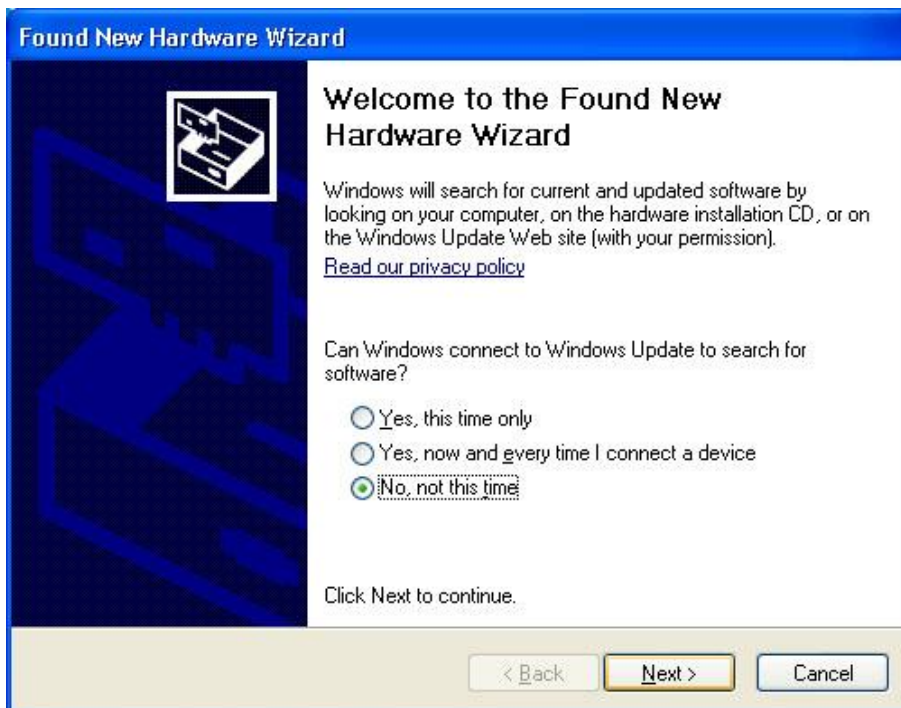 Found New Hardware Wizard
Welcome to the Found New
Hardware Wizard
Windows will search for current and updated software by
looking on your computer, on the hardware installation CD, or on
the Windows Update Web site (with your permission).
Read our privacy policy
Can Windows connect to Windows Update to search for
software?
Yes, this time only
Yes, now and every time I connect a device
No, not this time
Click Next to continue.
< Back
Next >
Cancel